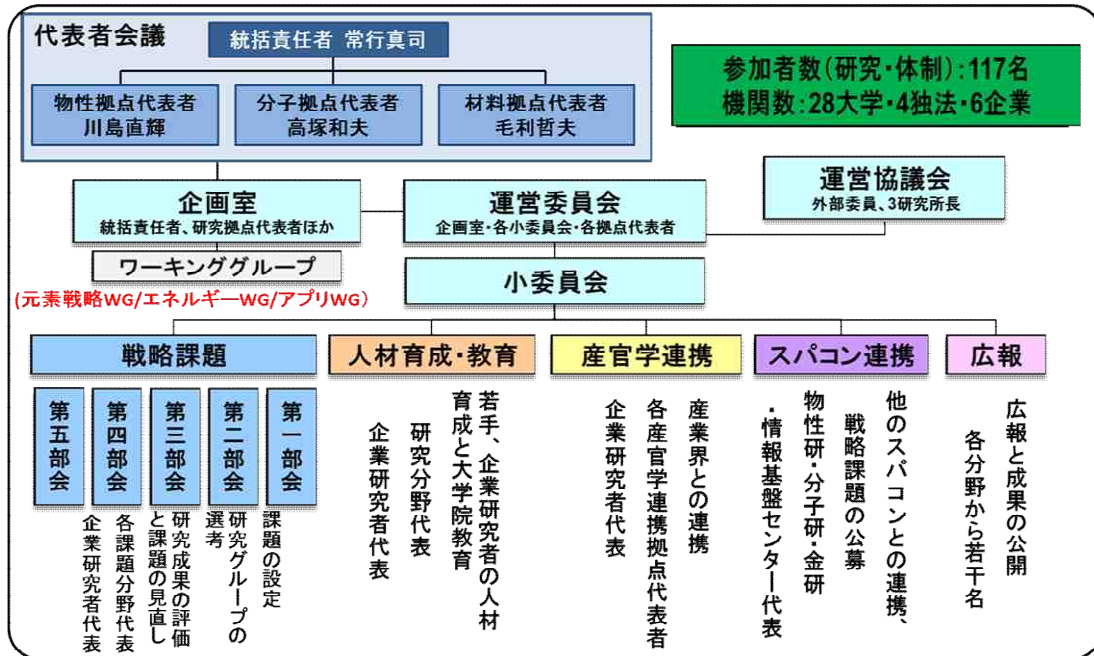 代表者会議
統括責任者 常行真司
物性拠点代表者
川島直輝
分子拠点代表者
高塚和夫
材料拠点代表者
毛利哲夫
参加者数(研究・体制):117名
機関数:28大学・4独法・6企業
企画室
統括責任者、研究拠点代表者ほか
運営委員会
企画室・各小委員会・各拠点代表者
運営協議会
外部委員、3研究所長
ワーキンググループ
(元素戦略WG/エネルギーWG/アプリWG)
小委員会
戦略課題
人材育成・教育
産官学連携
スパコン連携
広報
第一部会
第二部会
第三部会
第四部会
第五部会
課題の設定
研究グループの
選考
研究成果の評価
と課題の見直し
各課題分野代表
企業研究者代表
若手、企業研究者の人材
育成と大学院教育
研究分野代表
企業研究者代表
産業界との連携
各産官学連携拠点代表者
企業研究者代表
他のスパコンとの連携、
戦略課題の公募
物性研・分子研・金研
・情報基盤センター代表
広報と成果の公開
各分野から若干名